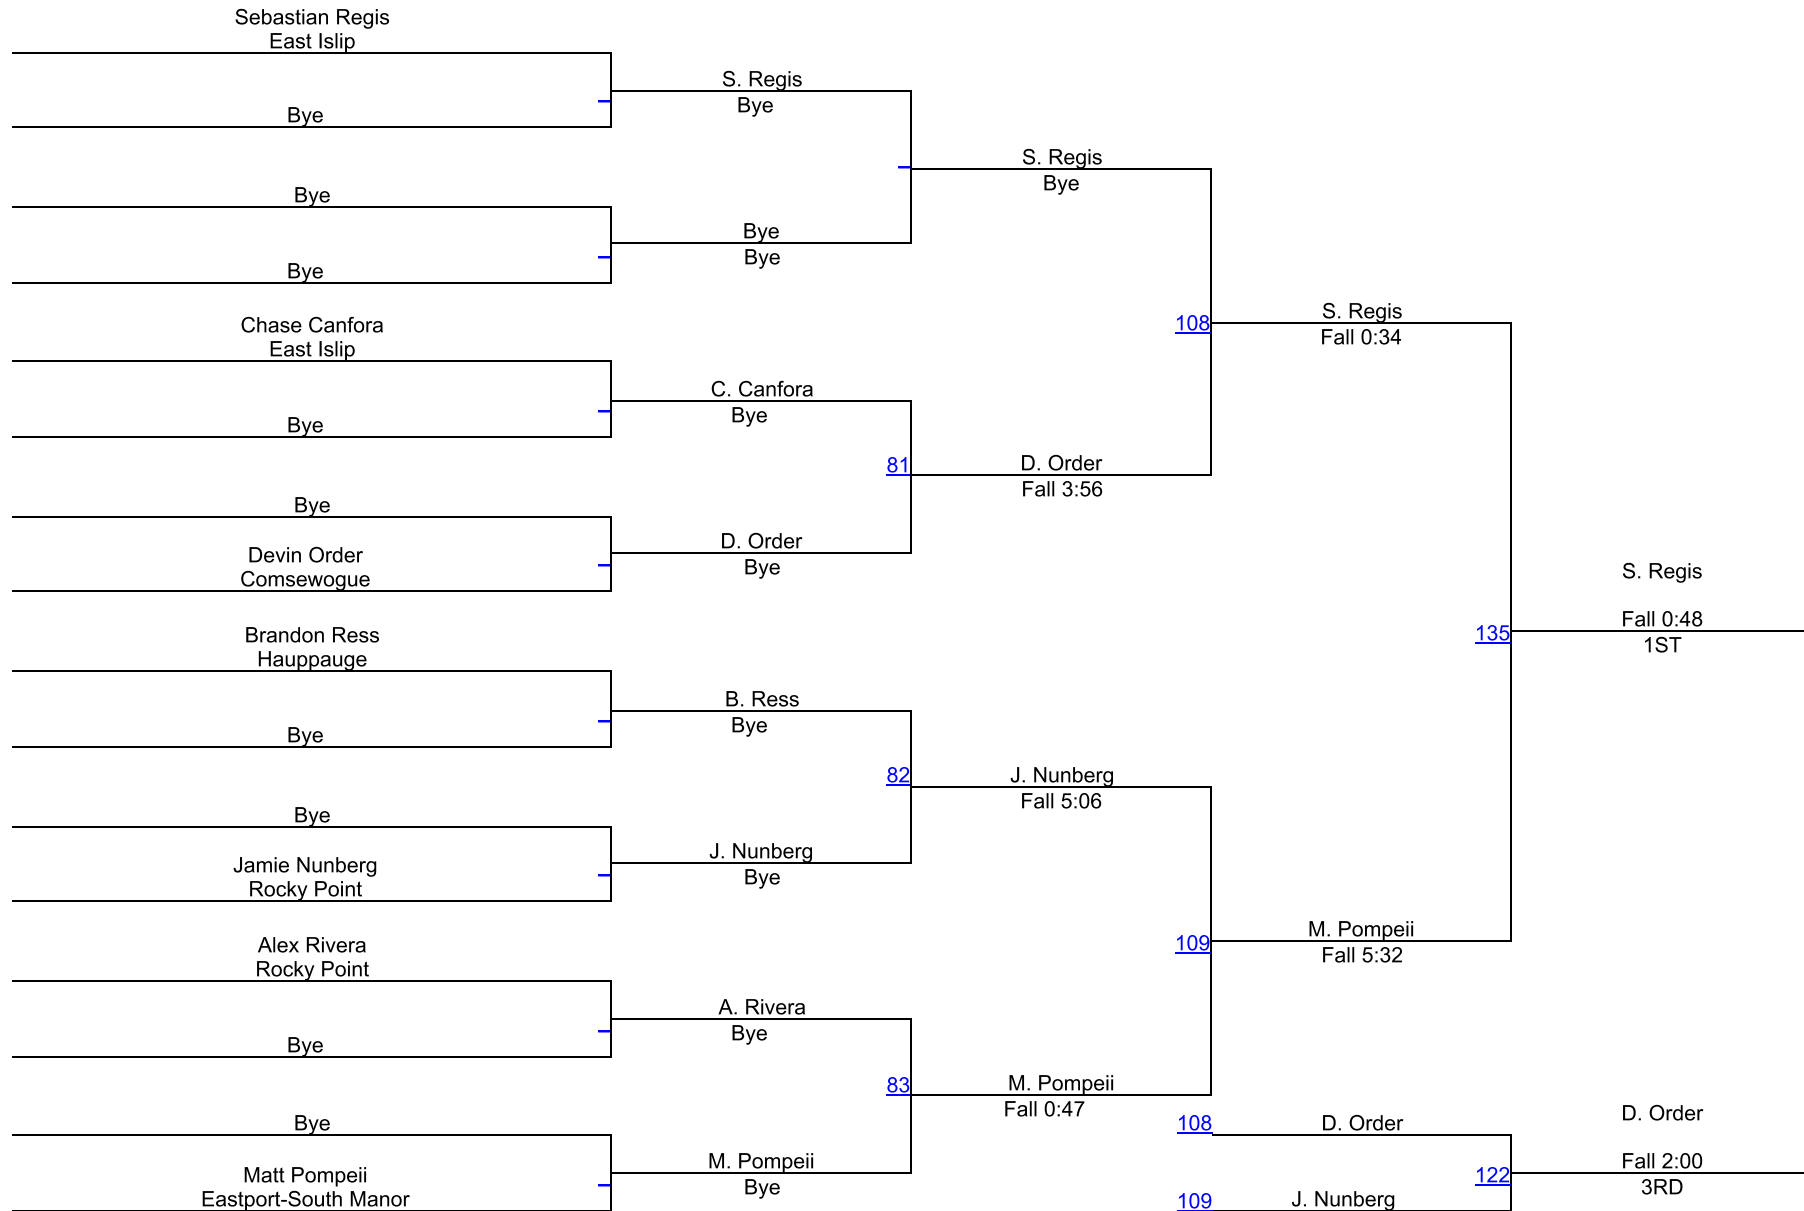 Sebastian Regis
East Islip
Bye
Bye
Bye
Chase Canfora
East Islip
Bye
Bye
Devin Order
Comsewogue
Brandon Ress
Hauppauge
Bye
Bye
Jamie Nunberg
Rocky Point
Alex Rivera
Rocky Point
Bye
Bye
Matt Pompeii
Eastport-South Manor
S. Regis
Bye
Bye
Bye
C. Canfora
Bye
D. Order
Bye
B. Ress
Bye
J. Nunberg
Bye
A. Rivera
Bye
M. Pompeii
Bye
81
82
83
S. Regis
Bye
D. Order
Fall 3:56
J. Nunberg
Fall 5:06
M. Pompeii
Fall 0:47
108
109
S. Regis
Fall 0:34
M. Pompeii
Fall 5:32
135
S. Regis
Fall 0:48
1ST
108
D. Order
109
J. Nunberg
122
D. Order
Fall 2:00
3RD